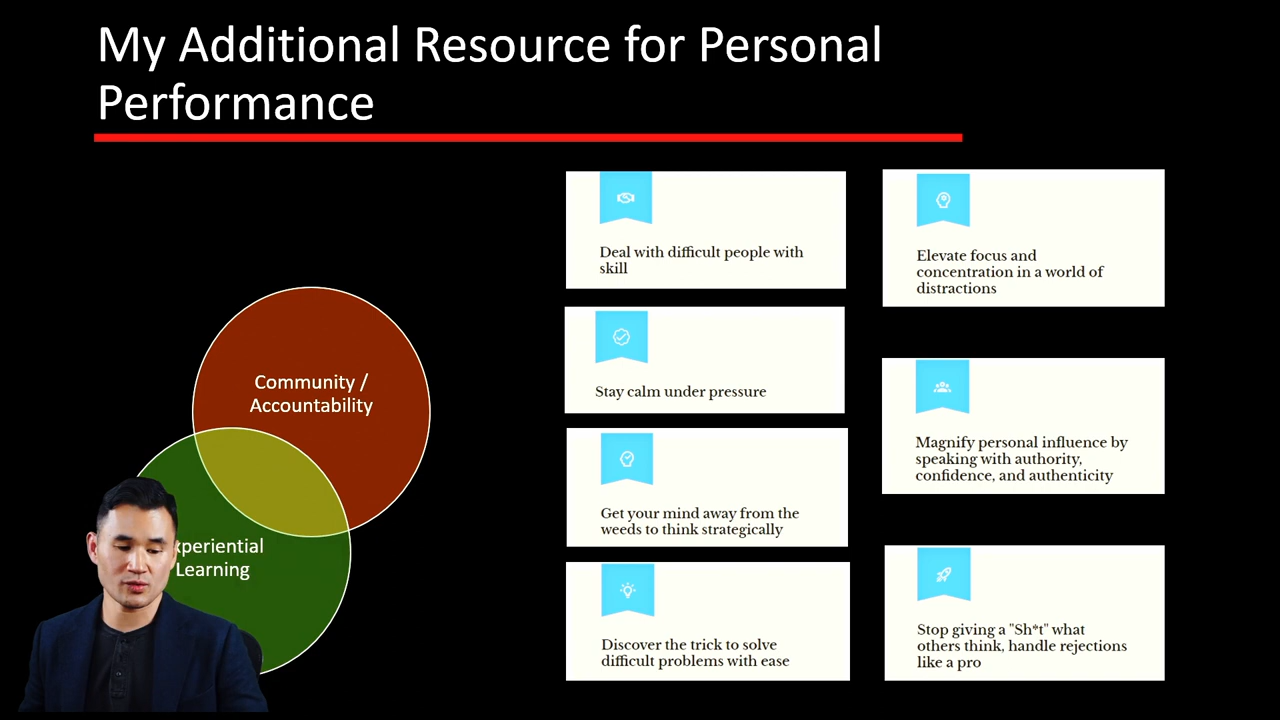 My Additional Resource for Personal
Performance
Community /
Accountability
xperiential
Learning
Deal with difficult people with
skill
Stay calm under pressure
Get your mind away from the
weeds to think strategically
Discover the trick to solve
difficult problems with ease
Elevate focus and
concentration in a world of
distractions
Magnify personal influence by
speaking with authority,
confidence, and authenticity
Stop giving a "Sh*t" what
others think, handle rejections
like a pro